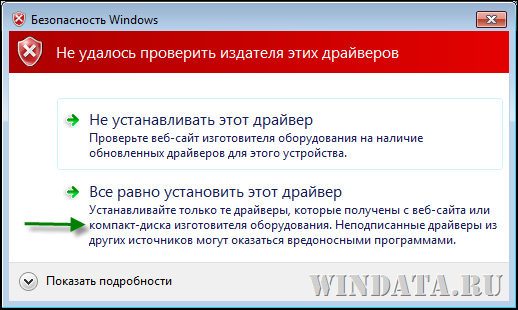 Безопасность Windows
Не удалось проверить издателя этих драйверов
Не устанавливать этот драйвер
Проверьте веб-сайт изготовителя оборудования на наличие
обновленных драйверов для этого устройства.
Все равно установить этот драйвер
Устанавливайте только те драйверы, которые получены с веб-сайта или
компакт-диска изготовителя оборудования. Неподписанные драйверы из
других источников могут оказаться вредоносными программами.
Показать подробности
WINDATA.RU